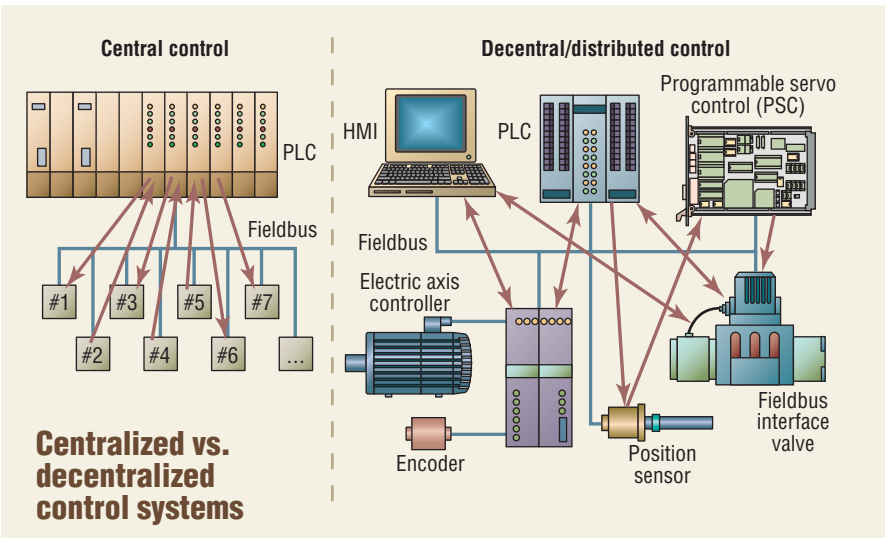 Central control
PLC
Fieldbus
#1
#3
#5
#7
#2
#4
#6
...
Centralized vs.
decentralized
control systems
Decentral/distributed control
HMI
PLC
Programmable servo
control (PSC)
Fieldbus
Electric axis
controller
Encoder
Position
sensor
Fieldbus
interface
valve